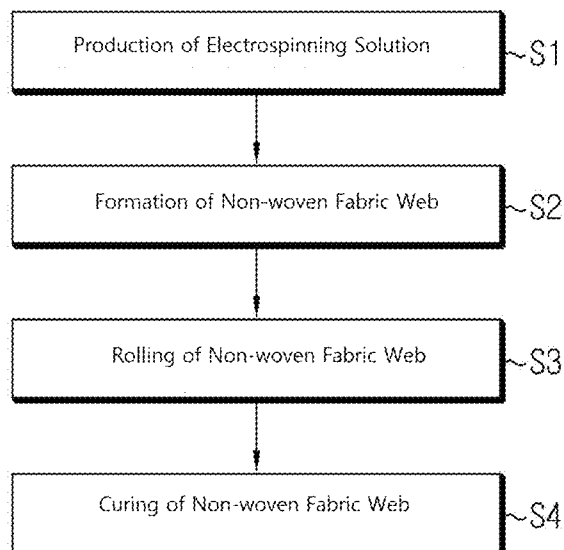 Production of Electrospinning Solution
S1
Formation of Non-woven Fabric Web
S2
Rolling of Non-woven Fabric Web
S3
Curing of Non-woven Fabric Web
S4